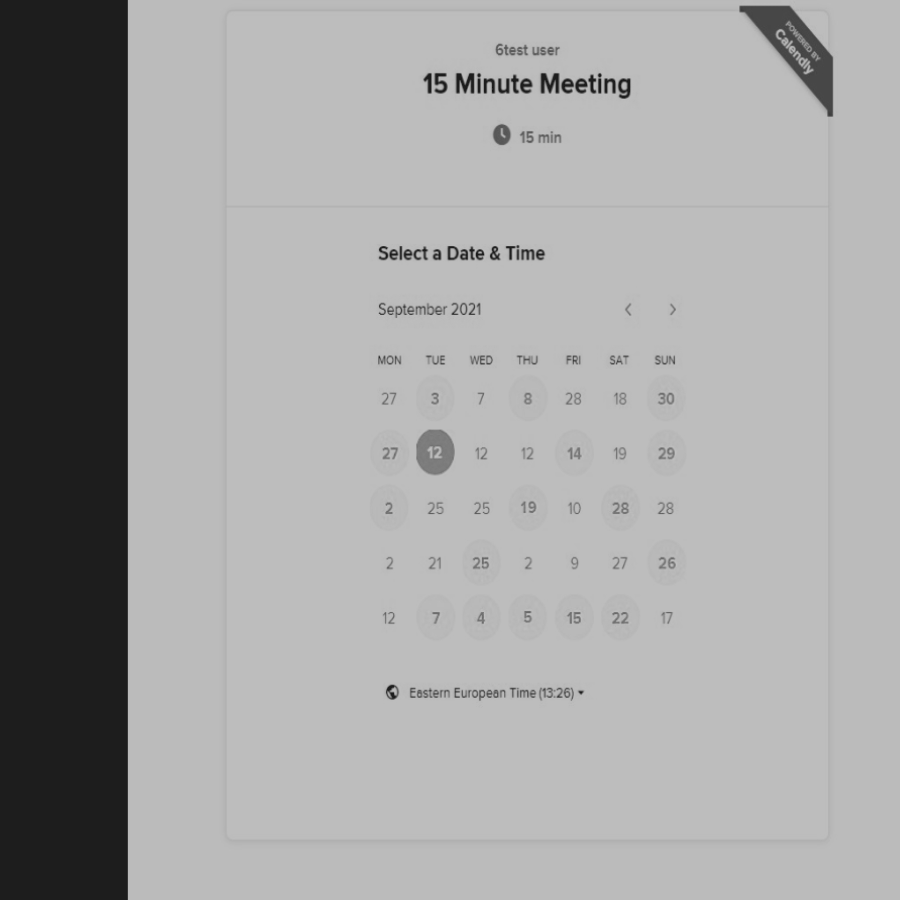 POWERED BY
Calendly
6test user
15 Minute Meeting
15 min
Select a Date & Time
September 2021
MON TUE WED THU FRI SAT SUN
27 3 7 8 28 18 30
27 12 12 12 14 19 29
2 25 25 19 10 28 28
2 21 25 2 9 27 26
12 7 4 5 15 22 17
Eastern European Time (13:26)